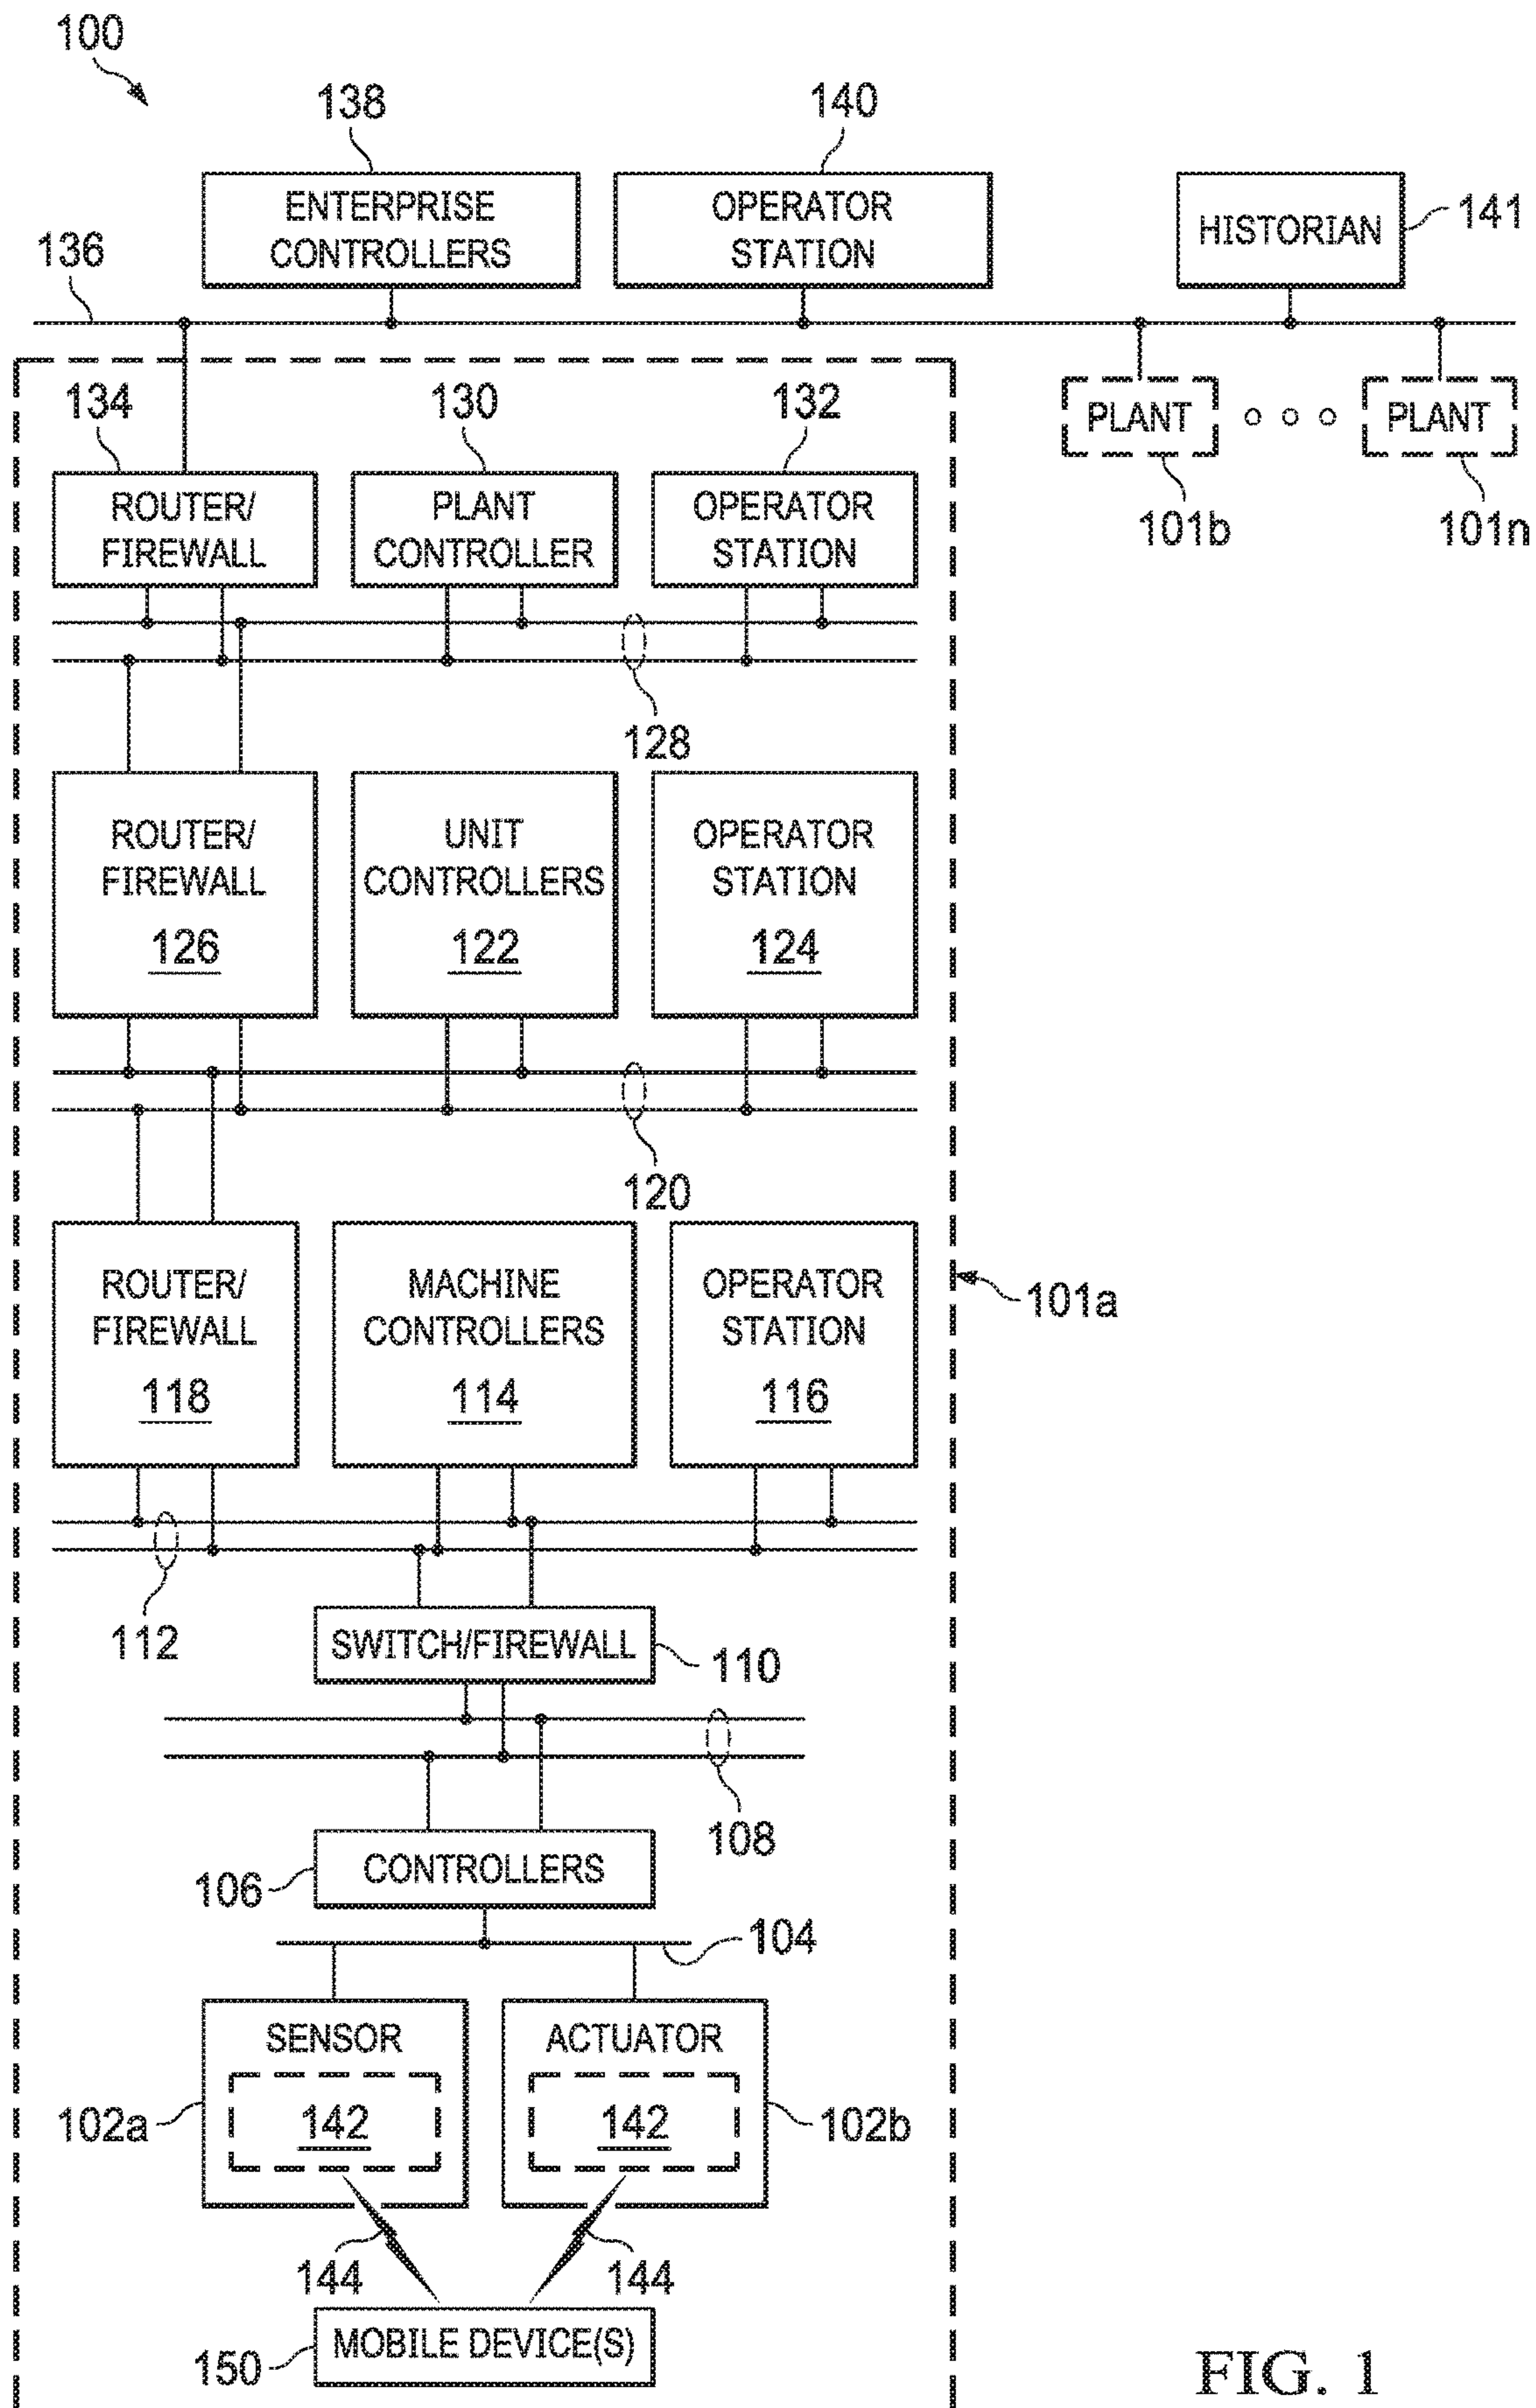 100
138
140
ENTERPRISE
CONTROLLERS
OPERATOR
STATION
HISTORIAN
141
136
134
130
132
PLANT
PLANT
101b
101n
ROUTER/
FIREWALL
PLANT
CONTROLLER
OPERATOR
STATION
128
ROUTER/
FIREWALL
126
UNIT
CONTROLLERS
122
OPERATOR
STATION
124
120
ROUTER/
FIREWALL
118
MACHINE
CONTROLLERS
114
OPERATOR
STATION
116
101a
112
SWITCH/FIREWALL
110
108
106
CONTROLLERS
104
SENSOR
ACTUATOR
102a
142
142
102b
144
144
150
MOBILE DEVICE(S)
FIG. 1